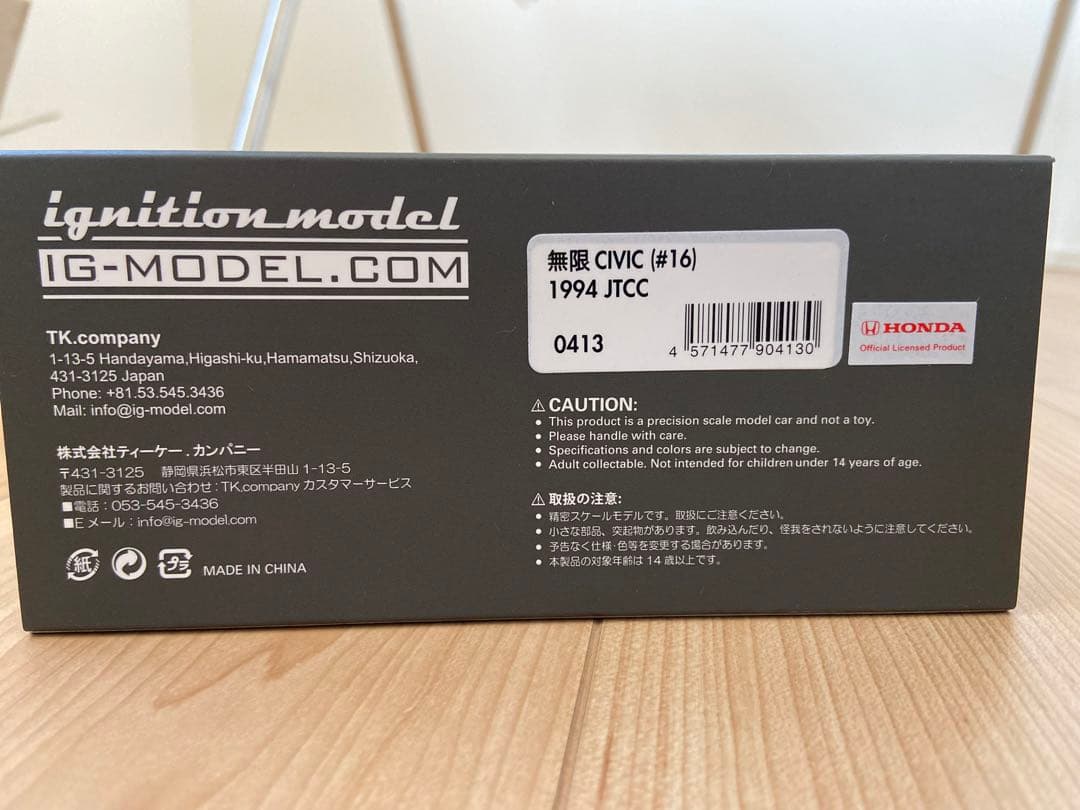 ignition model
IG-MODEL.COM
TK.company
1-13-5 Handayama,Higashi-ku,Hamamatsu,Shizuoka,
431-3125 Japan
Phone: +81.53.545.3436
Mail: info@ig-model.com
株式会社ティーケー.カンパニー
〒431-3125 静岡県浜松市東区半田山1-13-5
製品に関するお問い合わせ:TK.company カスタマーサービス
■電話:053-545-3436
■Eメール:info@ig-model.com
紙
プラ
MADE IN CHINA
無限 CIVIC (#16)
1994 JTCC
0413
4 571477 904130
HONDA
Official Licensed Product
⚠CAUTION:
• This product is a precision scale model car and not a toy.
• Please handle with care.
• Specifications and colors are subject to change.
• Adult collectable. Not intended for children under 14 years of age.
⚠取扱の注意:
• 精密スケールモデルです。取扱にご注意ください。
• 小さな部品、突起物があります。飲み込んだり、怪我をされないように注意してください。
• 予告なく仕様・色等を変更する場合があります。
• 本製品の対象年齢は14歳以上です。